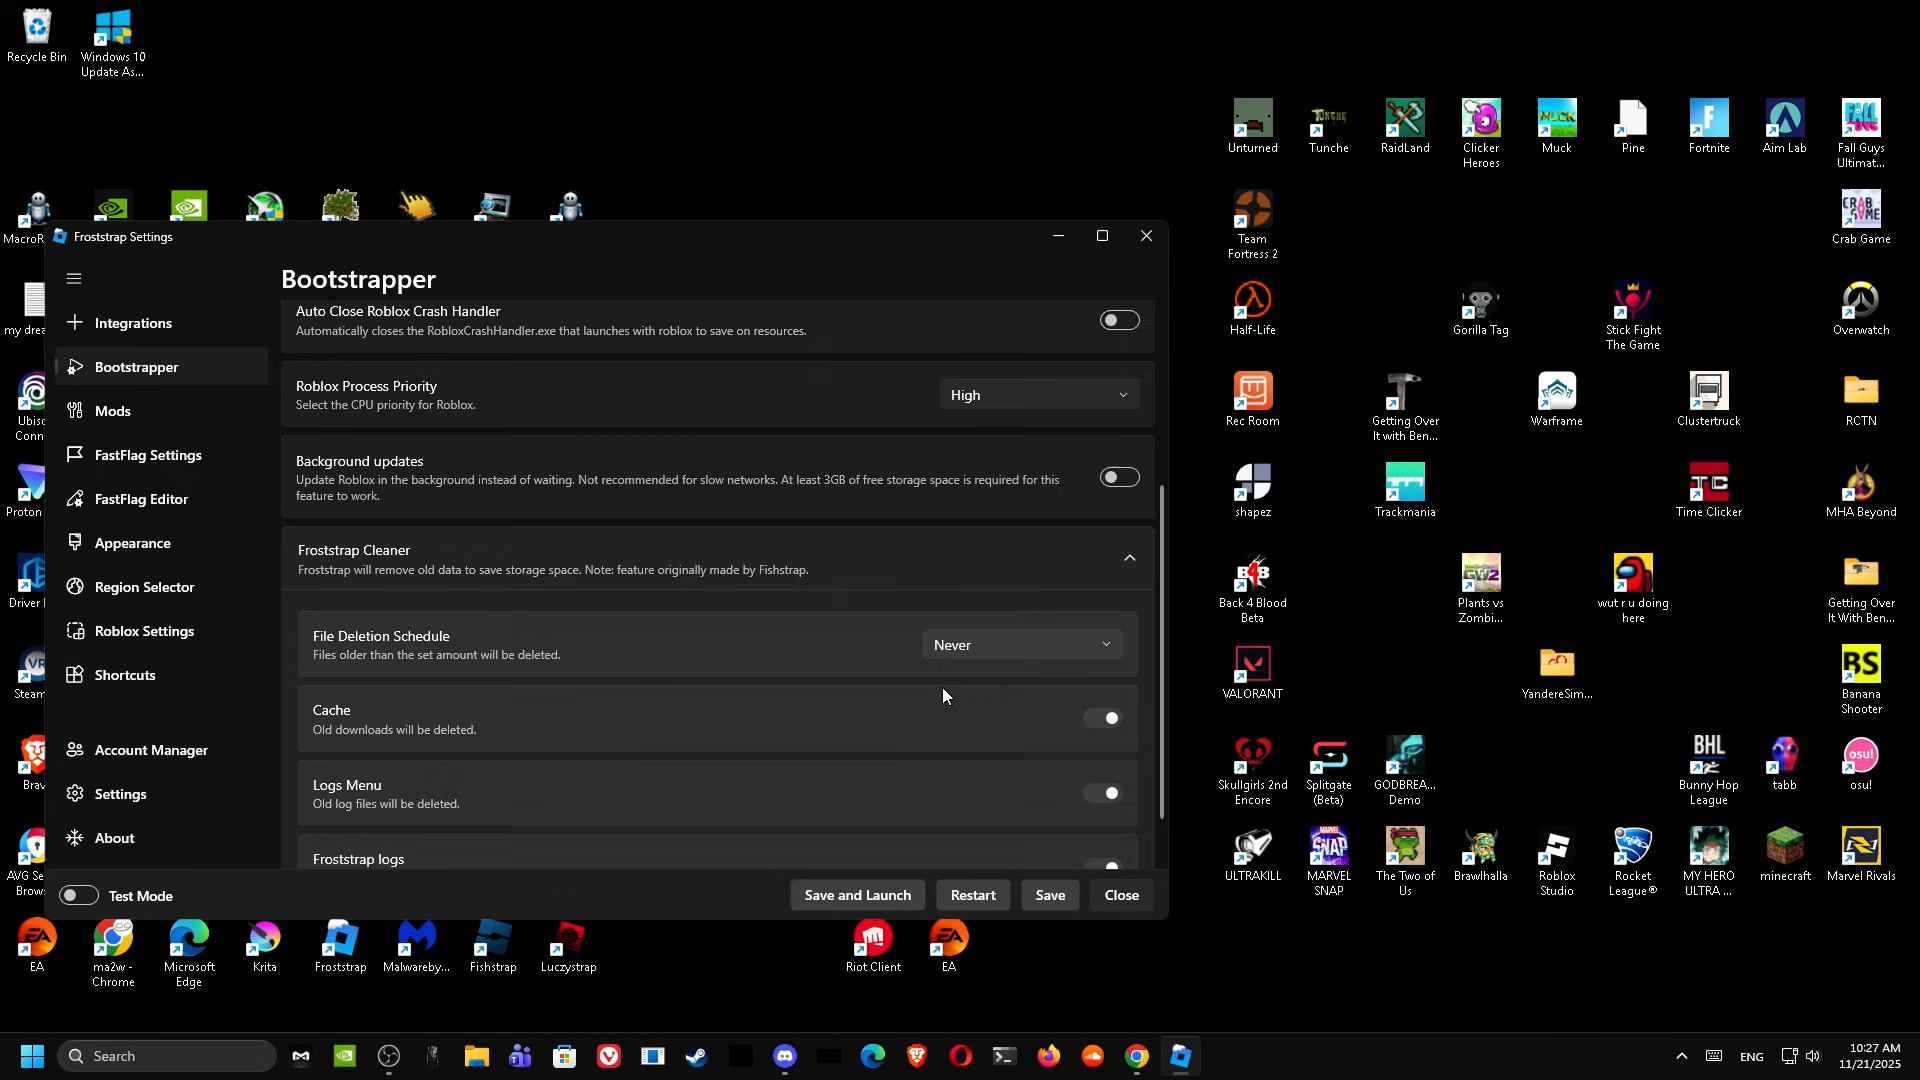 Recycle Bin
Windows 10
Update As...
Unturned
Tunche
RaidLand
Clicker
Heroes
Muck
Pine
Fortnite
Aim Lab
Fall Guys
Ultimat...
Team
Fortress 2
Crab Game
MacroR
Froststrap Settings
Bootstrapper
Auto Close Roblox Crash Handler
Automatically closes the RobloxCrashHandler.exe that launches with roblox to save on resources.
Integrations
Bootstrapper
Mods
FastFlag Settings
FastFlag Editor
Appearance
Region Selector
Roblox Settings
Shortcuts
Account Manager
Settings
About
Test Mode
Roblox Process Priority
Select the CPU priority for Roblox.
High
Background updates
Update Roblox in the background instead of waiting. Not recommended for slow networks. At least 3GB of free storage space is required for this
feature to work.
Froststrap Cleaner
Froststrap will remove old data to save storage space. Note: feature originally made by Fishstrap.
File Deletion Schedule
Files older than the set amount will be deleted.
Never
Cache
Old downloads will be deleted.
Logs Menu
Old log files will be deleted.
Froststrap logs
Save and Launch
Restart
Save
Close
my drea
Ubiso
Conn
Proton
Driver
Steam
Brav
AVG Se
Brow
Half-Life
Gorilla Tag
Stick Fight
The Game
Overwatch
Rec Room
Getting Over
It with Ben...
Warframe
Clustertruck
RCTN
shapez
Trackmania
Time Clicker
MHA Beyond
Back 4 Blood
Beta
Plants vs
Zombi...
wut r u doing
here
Getting Over
It With Ben...
VALORANT
YandereSim...
Banana
Shooter
Skullgirls 2nd
Encore
Splitgate
(Beta)
GODBREA...
Demo
Bunny Hop
League
tabb
osu!
ULTRAKILL
MARVEL
SNAP
The Two of
Us
Brawlhalla
Roblox
Studio
Rocket
League®
MY HERO
ULTRA ...
minecraft
Marvel Rivals
EA
ma2w -
Chrome
Microsoft
Edge
Krita
Froststrap
Malwareby...
Fishstrap
Luczystrap
Riot Client
EA
Search
ENG
10:27 AM
11/21/2025